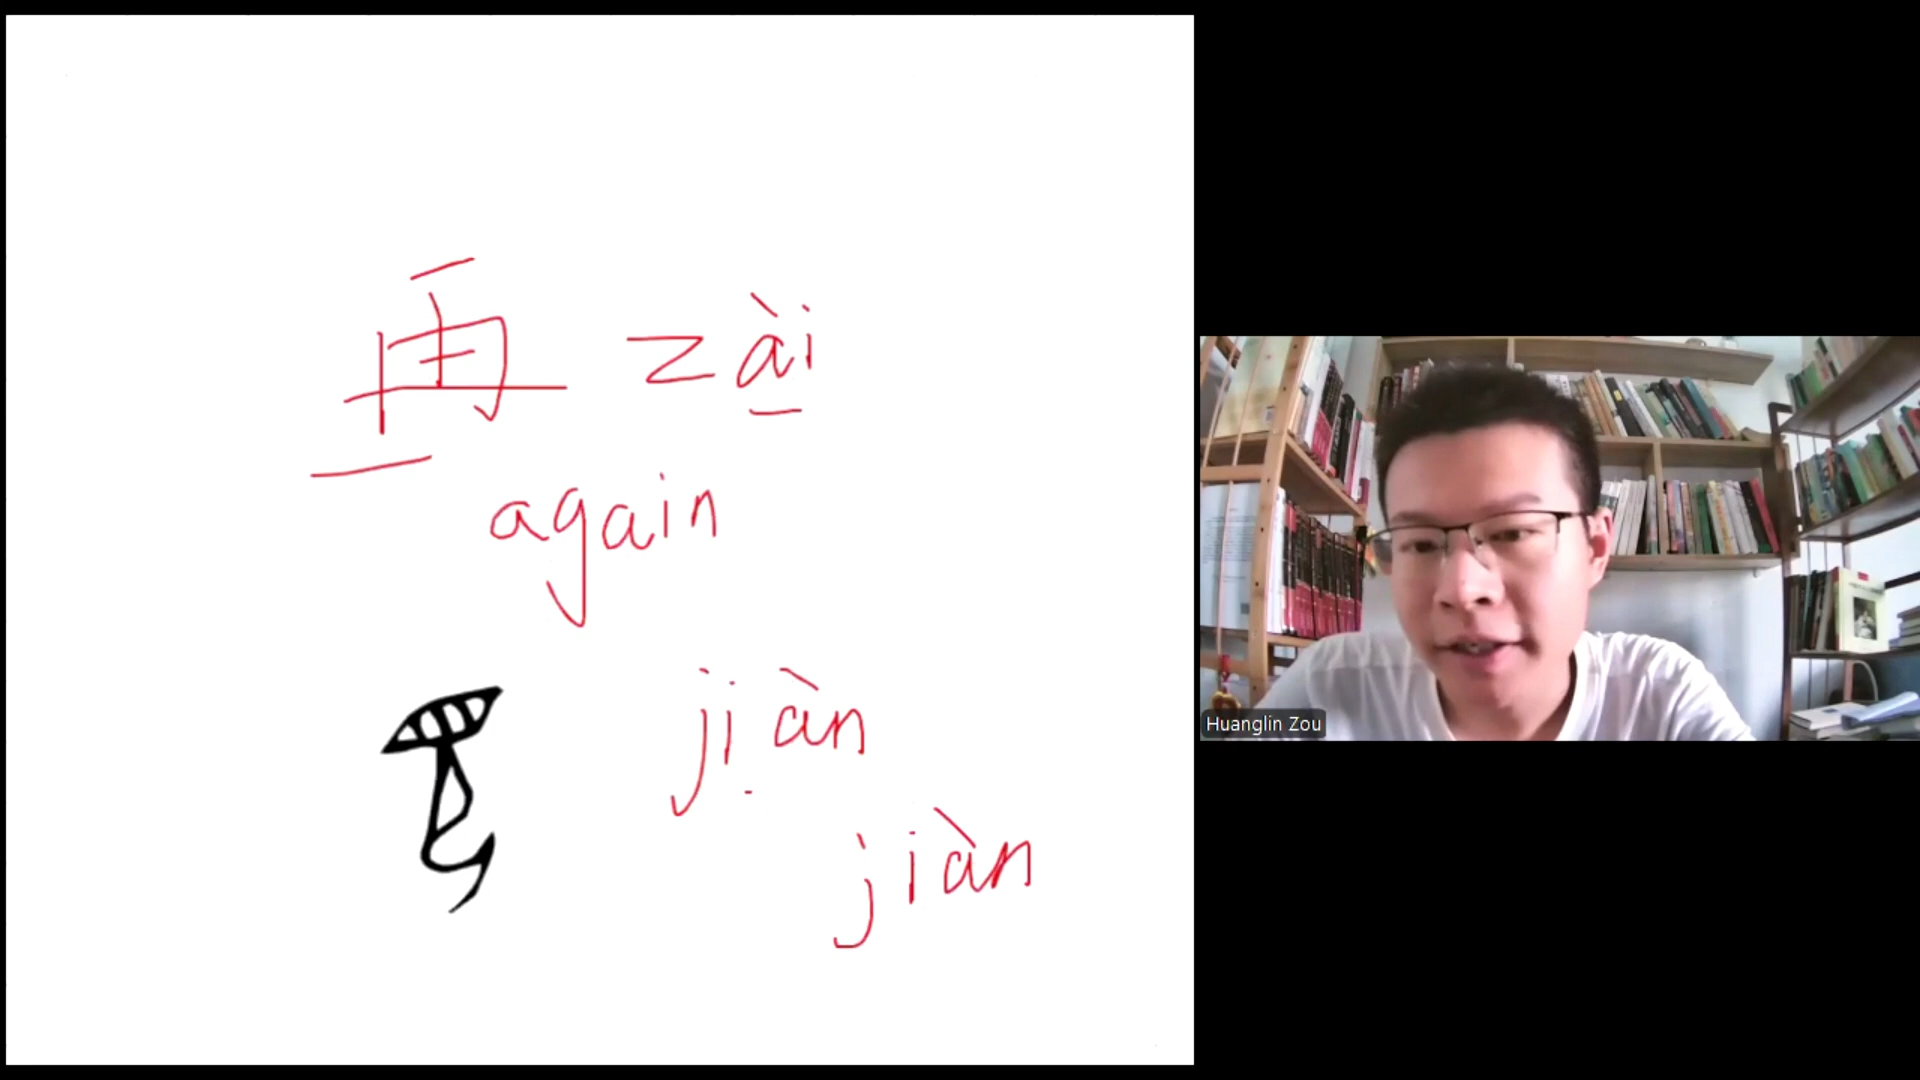 再 zài
again
jiàn
jiàn
Huanglin Zou